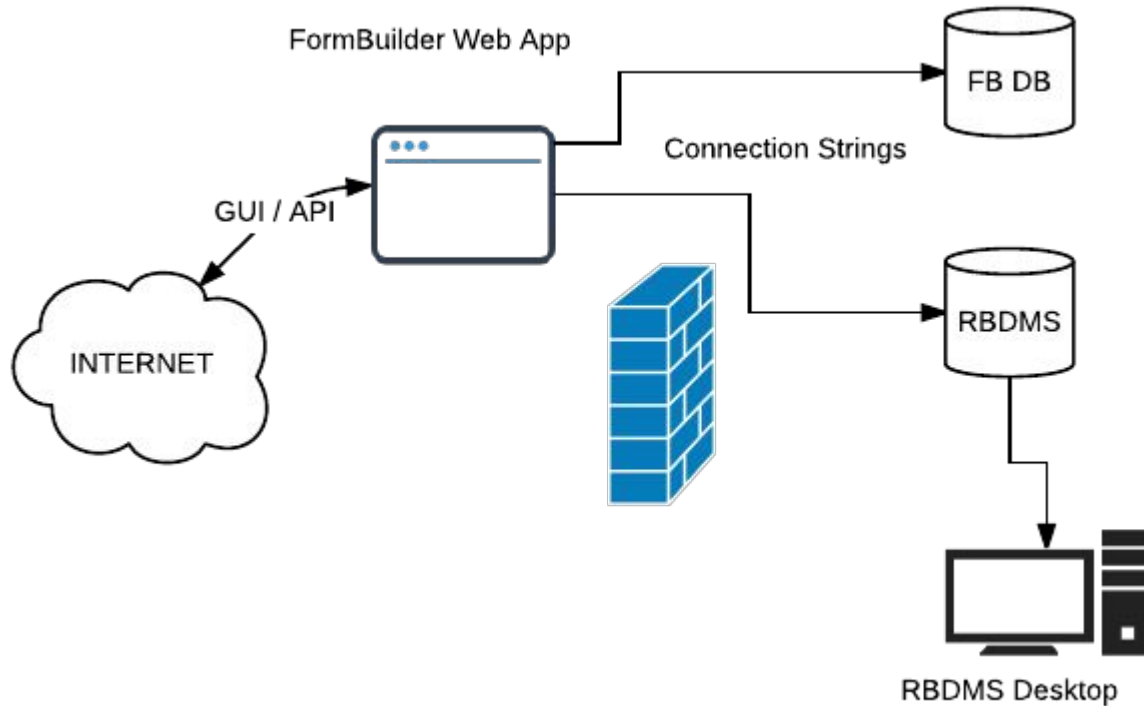 FormBuilder Web App
FB DB
Connection Strings
GUI / API
RBDMS
INTERNET
RBDMS Desktop